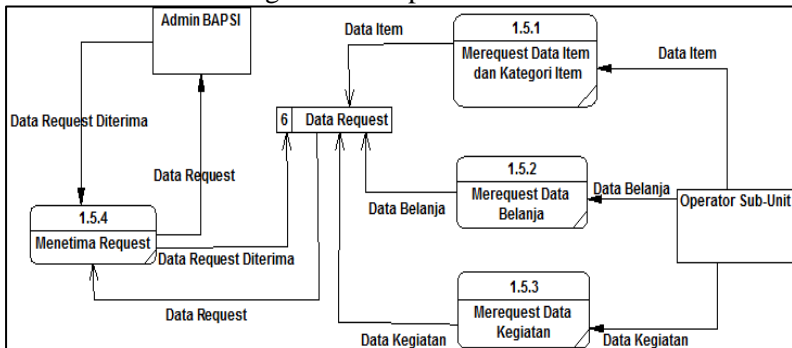 Admin BAPSI
1.5.1
Merequest Data Item
dan Kategori Item
Data Item
Data Item
Data Request Diterima
6 Data Request
Data Request
1.5.2
Merequest Data
Belanja
Data Belanja
Data Belanja
Operator Sub-Unit
1.5.4
Menetima Request
Data Request Diterima
Data Request
1.5.3
Merequest Data
Kegiatan
Data Kegiatan
Data Kegiatan